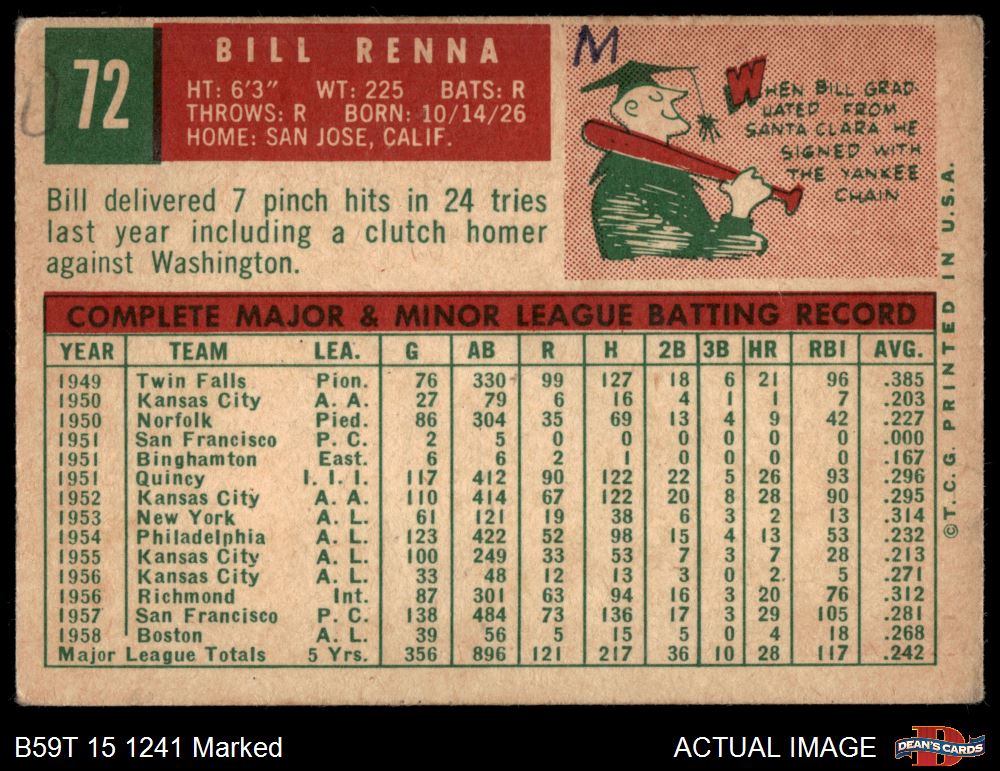 72
BILL RENNA
HT: 6'3" WT: 225 BATS: R
THROWS: R BORN: 10/14/26
HOME: SAN JOSE, CALIF.
M
WHEN BILL GRAD-
UATED FROM
SANTA CLARA HE
SIGNED WITH
THE YANKEE
CHAIN
Bill delivered 7 pinch hits in 24 tries
last year including a clutch homer
against Washington.
COMPLETE MAJOR & MINOR LEAGUE BATTING RECORD
YEAR TEAM LEA. G AB R H 2B 3B HR RBI AVG.
1949 Twin Falls Pion. 76 330 99 127 18 6 21 96 .385
1950 Kansas City A. A. 27 79 6 16 4 1 1 7 .203
1950 Norfolk Pied. 86 304 35 69 13 4 9 42 .227
1951 San Francisco P. C. 2 5 0 0 0 0 0 0 .000
1951 Binghamton East. 6 6 2 1 0 0 0 0 .167
1951 Quincy I. I. I. 117 412 90 122 22 5 26 93 .296
1952 Kansas City A. A. 110 414 67 122 20 8 28 90 .295
1953 New York A. L. 61 121 19 38 6 3 2 13 .314
1954 Philadelphia A. L. 123 422 52 98 15 4 13 53 .232
1955 Kansas City A. L. 100 249 33 53 7 3 7 28 .213
1956 Kansas City A. L. 33 48 12 13 3 0 2 5 .271
1956 Richmond Int. 87 301 63 94 16 3 20 76 .312
1957 San Francisco P. C. 138 484 73 136 17 3 29 105 .281
1958 Boston A. L. 39 56 5 15 5 0 4 18 .268
Major League Totals 5 Yrs. 356 896 121 217 36 10 28 117 .242
©T.C.G. PRINTED IN U.S.A.
B59T 15 1241 Marked
ACTUAL IMAGE
D
DEAN'S CARDS